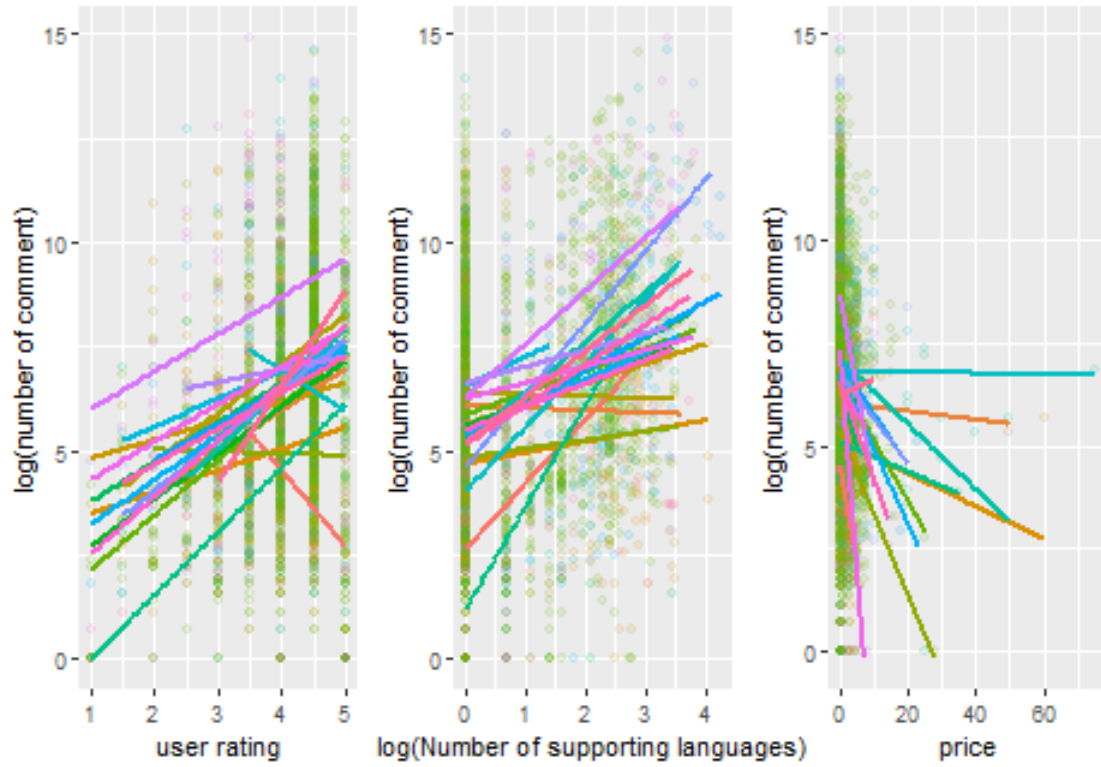 log(number of comment)
15
10
5
0
1 2 3 4 5
user rating
log(number of comment)
15
10
5
0
0 1 2 3 4
log(Number of supporting languages)
log(number of comment)
15
10
5
0
0 20 40 60
price